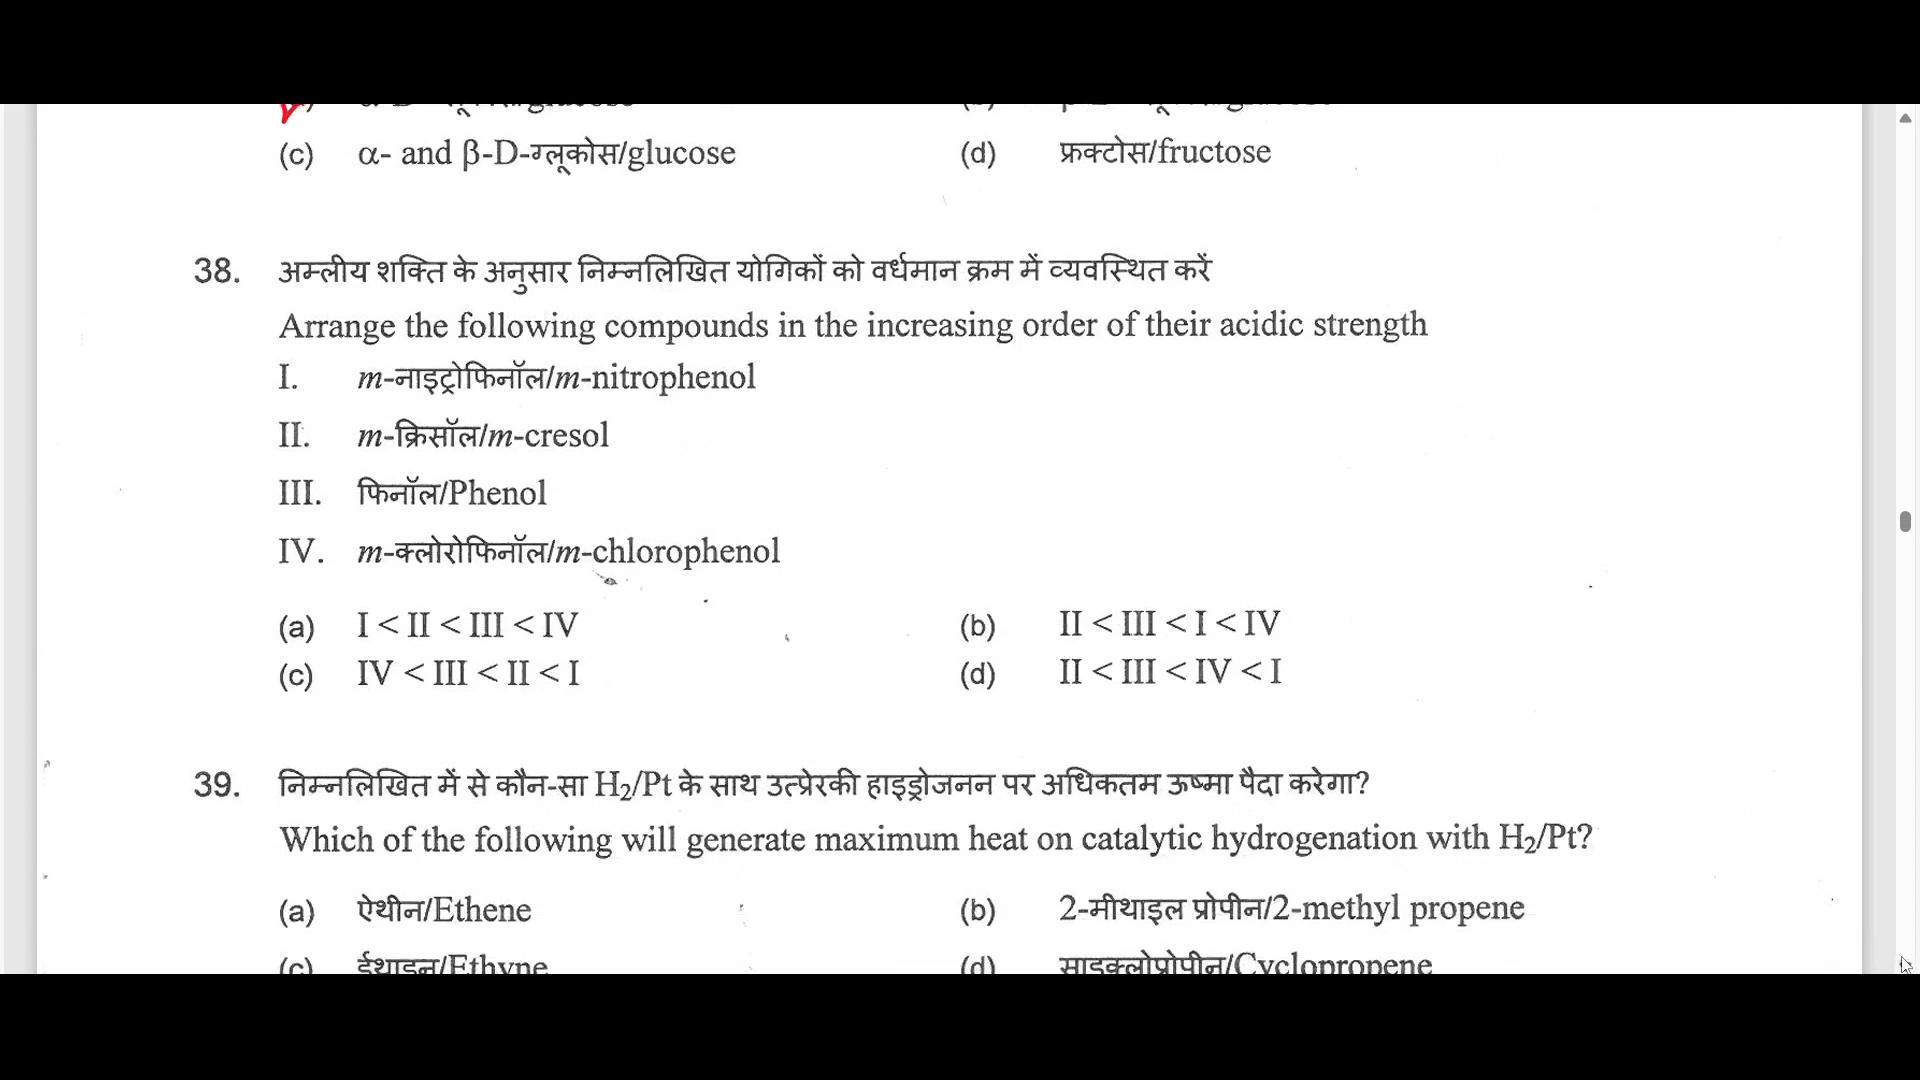 (c) α- and β-D-ग्लूकोस/glucose (d) फ्रक्टोस/fructose
38. अम्लीय शक्ति के अनुसार निम्नलिखित योगिकों को वर्धमान क्रम में व्यवस्थित करें
Arrange the following compounds in the increasing order of their acidic strength
I. m-नाइट्रोफिनॉल/m-nitrophenol
II. m-क्रिसॉल/m-cresol
III. फिनॉल/Phenol
IV. m-क्लोरोफिनॉल/m-chlorophenol
(a) I < II < III < IV (b) II < III < I < IV
(c) IV < III < II < I (d) II < III < IV < I
39. निम्नलिखित में से कौन-सा H₂/Pt के साथ उत्प्रेरकी हाइड्रोजनन पर अधिकतम ऊष्मा पैदा करेगा?
Which of the following will generate maximum heat on catalytic hydrogenation with H₂/Pt?
(a) ऐथीन/Ethene (b) 2-मीथाइल प्रोपीन/2-methyl propene
(c) ईथाइन/Ethyne (d) साइक्लोप्रोपीन/Cyclopropene